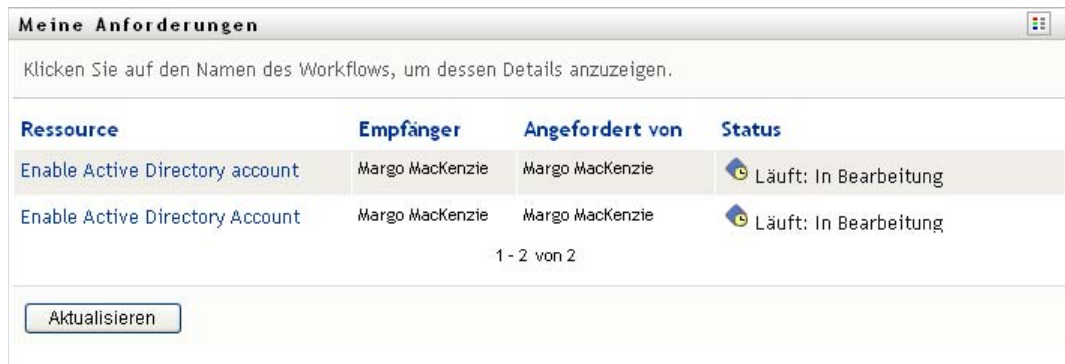 Meine Anforderungen
Klicken Sie auf den Namen des Workflows, um dessen Details anzuzeigen.
Ressource Empfänger Angefordert von Status
Enable Active Directory account Margo MacKenzie Margo MacKenzie Läuft: In Bearbeitung
Enable Active Directory Account Margo MacKenzie Margo MacKenzie Läuft: In Bearbeitung
1 - 2 von 2
Aktualisieren